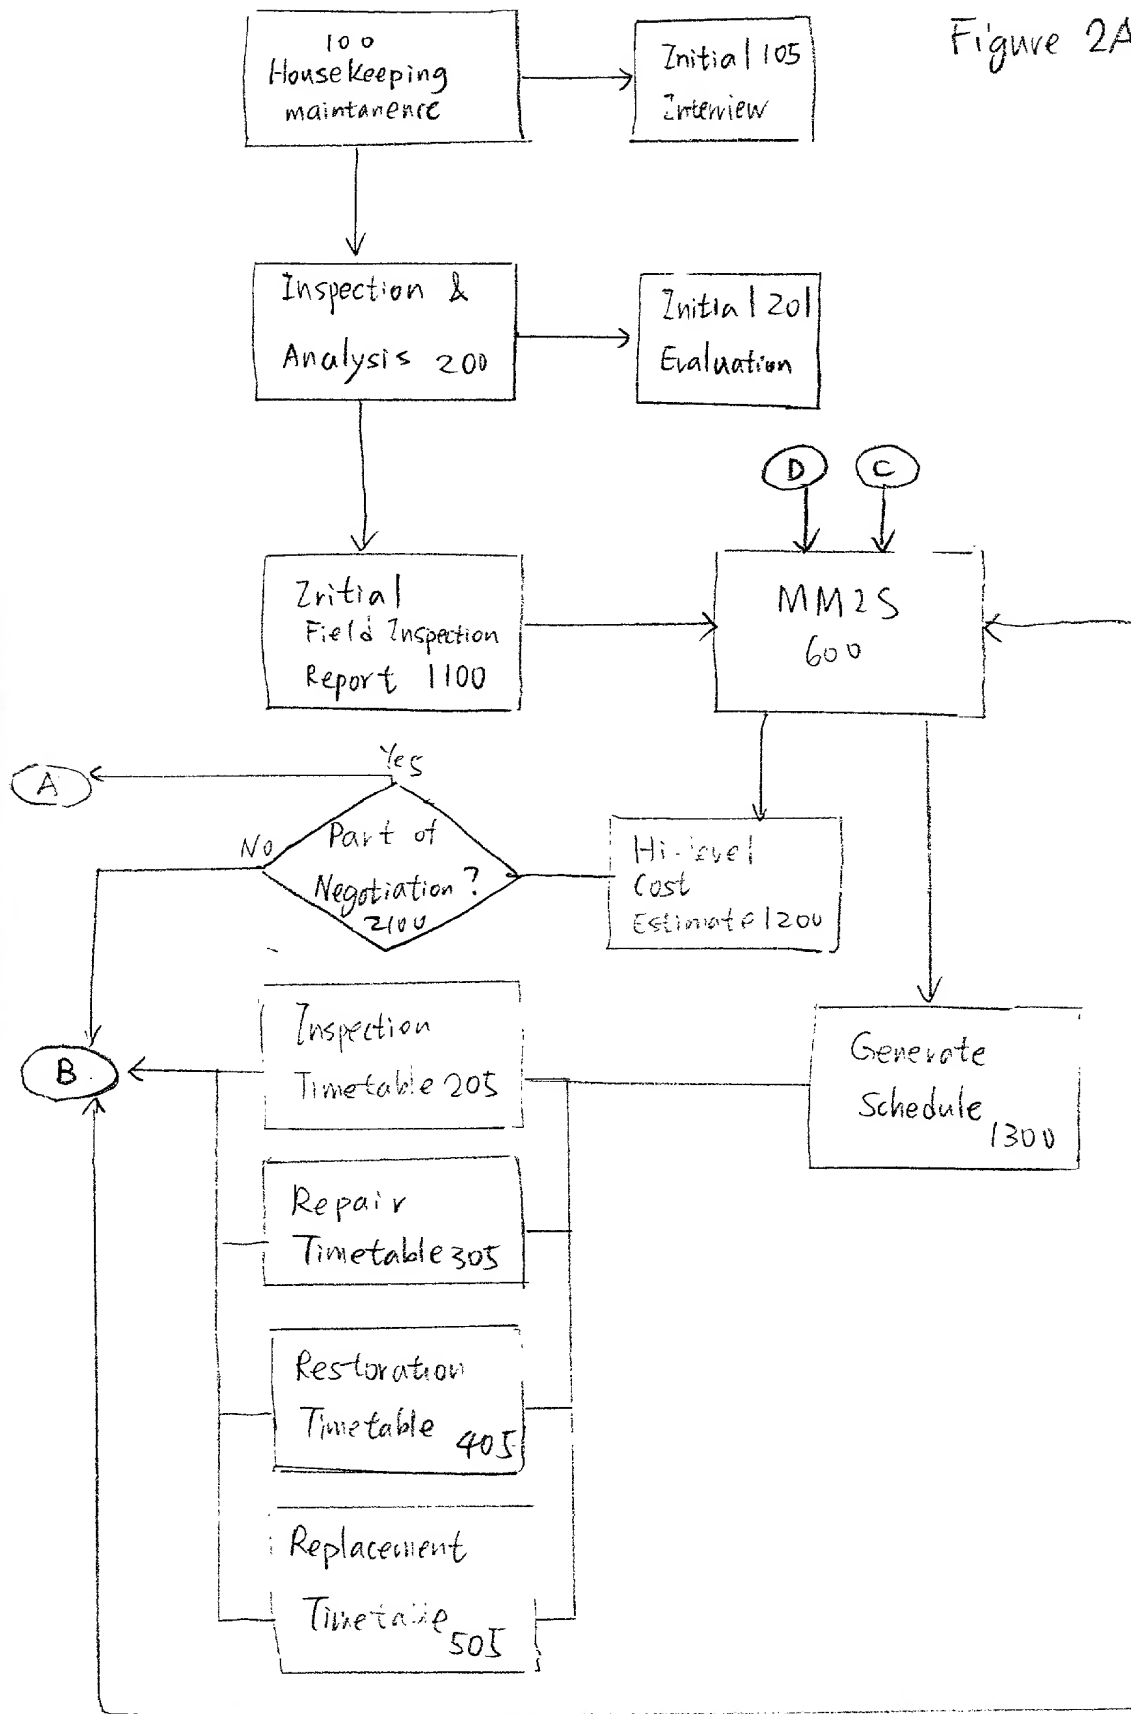 Figure 2A
100
Housekeeping
maintanence
Initial 105
Interview
Inspection &
Analysis 200
Initial 201
Evaluation
D
C
Initial
Field Inspection
Report 1100
MM2S
600
A
Yes
No
Part of
Negotiation?
2100
Hi-level
Cost
Estimate 1200
B
Inspection
Timetable 205
Generate
Schedule
1300
Repair
Timetable 305
Restoration
Timetable
405
Replacement
Timetable
505